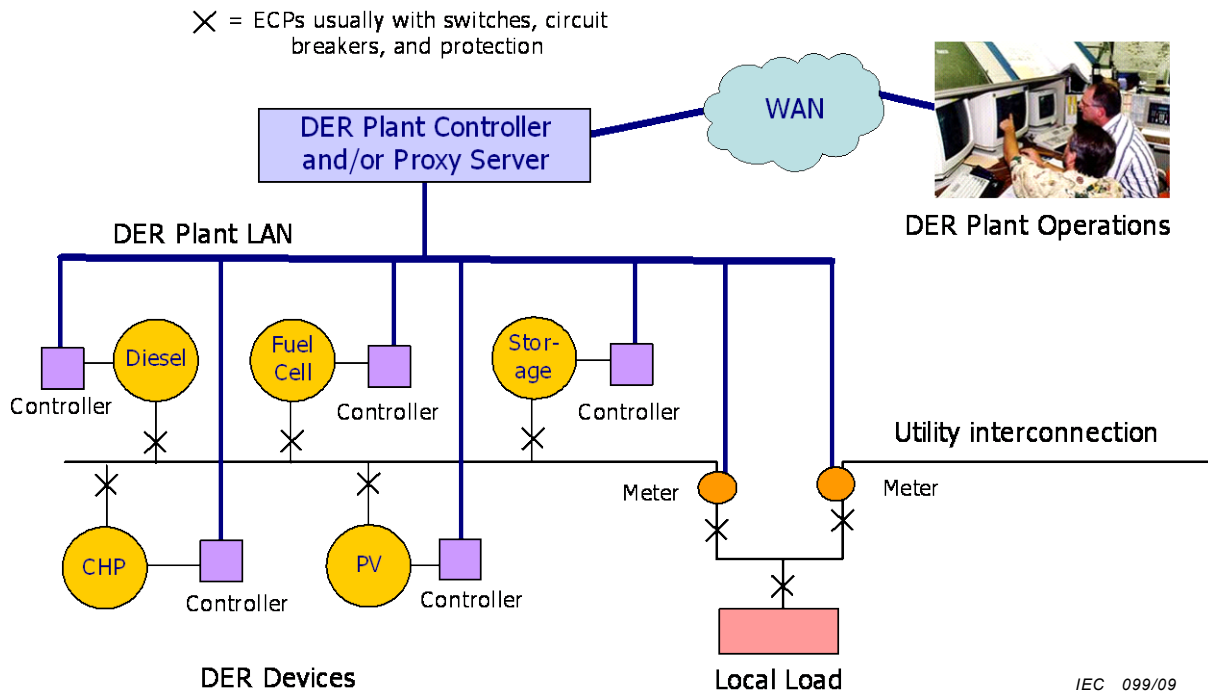 = ECPs usually with switches, circuit
breakers, and protection
WAN
DER Plant Controller
and/or Proxy Server
DER Plant Operations
DER Plant LAN
Diesel
Fuel
Cell
Stor-
age
Controller
Controller
Controller
Utility interconnection
Meter
Meter
CHP
PV
Controller
Controller
DER Devices
Local Load
IEC 099/09